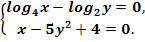 log₄x − log₂y = 0,
x − 5y² + 4 = 0.